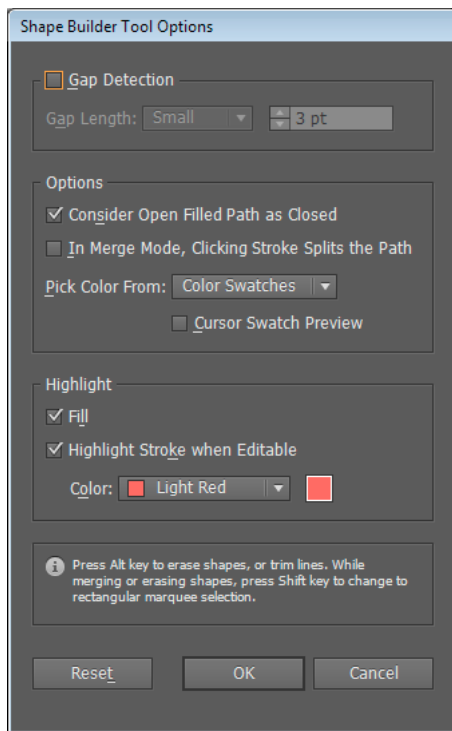 Shape Builder Tool Options
Gap Detection
Gap Length: Small 3 pt
Options
Consider Open Filled Path as Closed
In Merge Mode, Clicking Stroke Splits the Path
Pick Color From: Color Swatches
Cursor Swatch Preview
Highlight
Fill
Highlight Stroke when Editable
Color: Light Red
Press Alt key to erase shapes, or trim lines. While
merging or erasing shapes, press Shift key to change to
rectangular marquee selection.
Reset OK Cancel